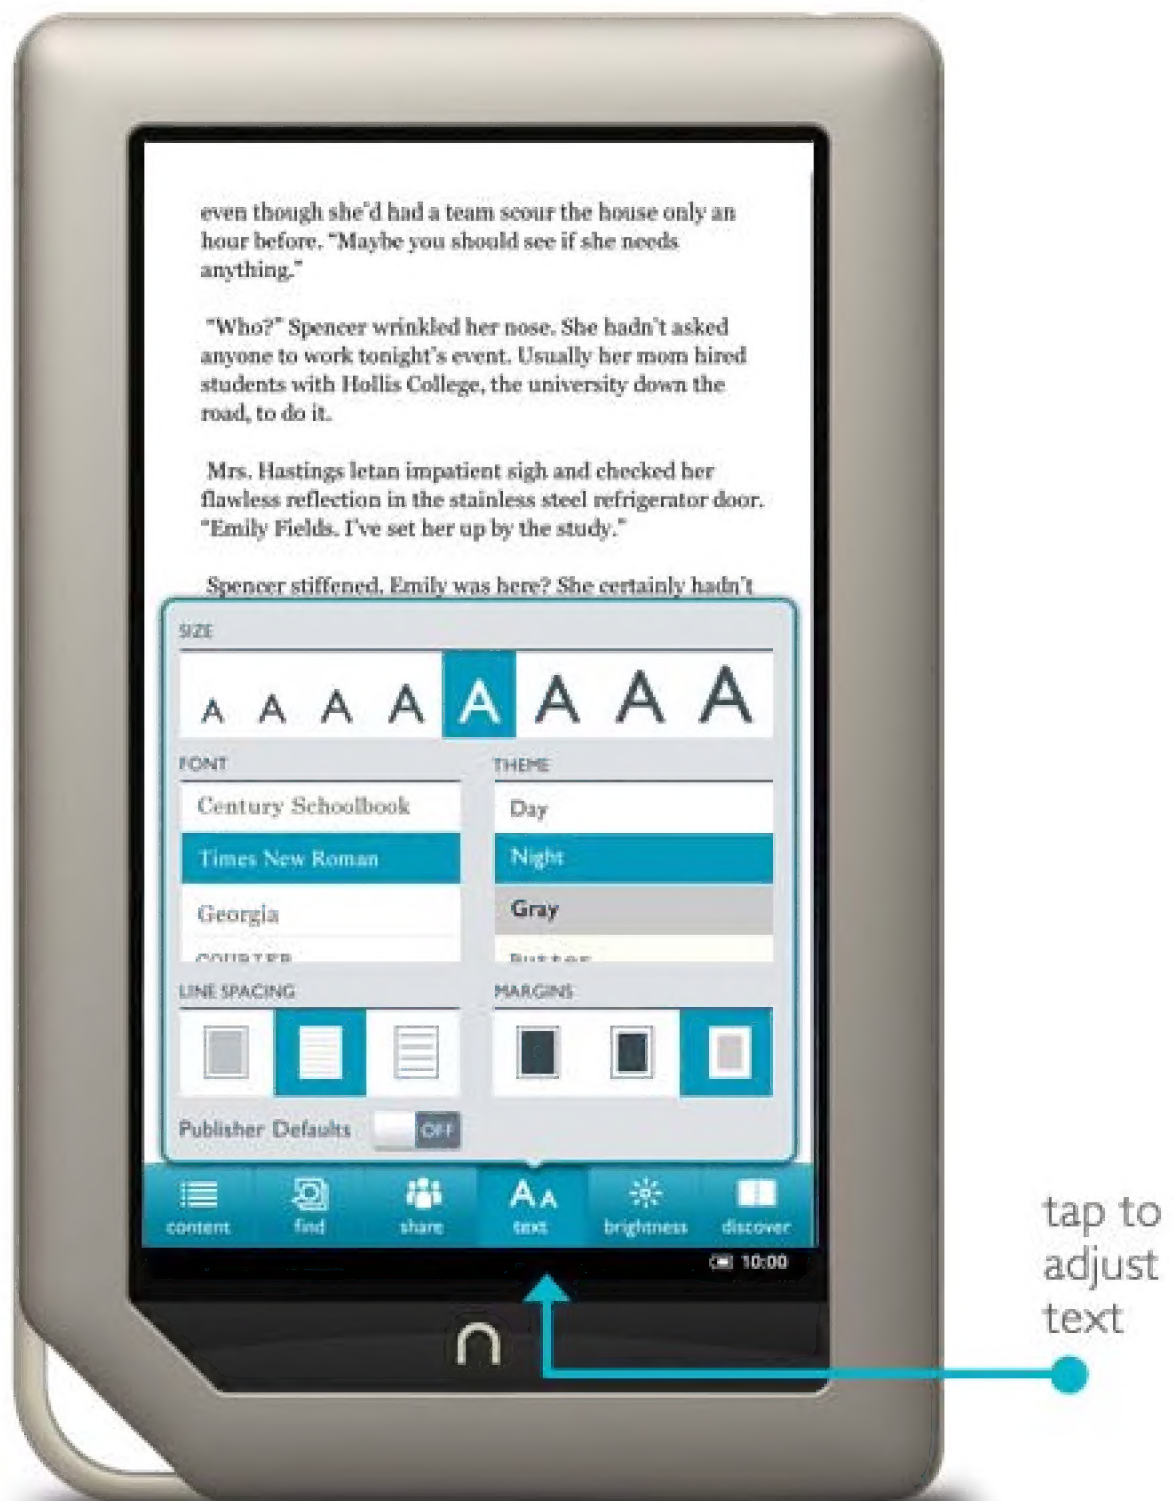 even though she'd had a team scour the house only an
hour before. "Maybe you should see if she needs
anything."
"Who?" Spencer wrinkled her nose. She hadn't asked
anyone to work tonight's event. Usually her mom hired
students with Hollis College, the university down the
road, to do it.
Mrs. Hastings letan impatient sigh and checked her
flawless reflection in the stainless steel refrigerator door.
"Emily Fields. I've set her up by the study."
Spencer stiffened. Emily was here? She certainly hadn't
SIZE
A A A A A A A A
FONT
Century Schoolbook
Times New Roman
Georgia
COURIER
THEME
Day
Night
Gray
Butter
LINE SPACING
MARGINS
Publisher Defaults OFF
content find share AA text brightness discover
10:00
n
tap to
adjust
text